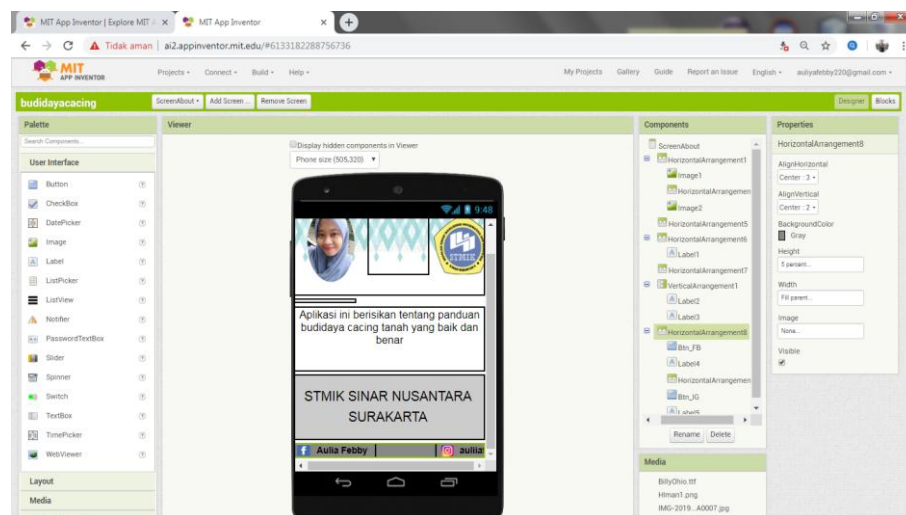 MIT App Inventor | Explore MIT A
MIT App Inventor
Tidak aman | ai2.appinventor.mit.edu/#6133182288756736
MIT
APP INVENTOR
Projects
Connect
Build
Help
My Projects
Gallery
Guide
Report an Issue
English
auliyafebby220@gmail.com
budidayacacing
ScreenAbout
Add Screen ...
Remove Screen
Designer
Blocks
Palette
Search Components...
User Interface
Button
CheckBox
DatePicker
Image
Label
ListPicker
ListView
Notifier
PasswordTextBox
Slider
Spinner
Switch
TextBox
TimePicker
WebViewer
Layout
Media
Viewer
Display hidden components in Viewer
Phone size (505,320)
9:48
STMIK
Aplikasi ini berisikan tentang panduan
budidaya cacing tanah yang baik dan
benar
STMIK SINAR NUSANTARA
SURAKARTA
Aulia Febby
Components
ScreenAbout
HorizontalArrangement1
Image1
HorizontalArrangemen
Image2
HorizontalArrangement5
HorizontalArrangement6
Label1
HorizontalArrangement7
VerticalArrangement1
Label2
Label3
HorizontalArrangement8
Btn_FB
Label4
HorizontalArrangemen
Btn_IG
Label5
Rename
Delete
Media
BillyOhio.ttf
HIman1.png
IMG-2019...A0007.jpg
Properties
HorizontalArrangement8
AlignHorizontal
Center : 3
AlignVertical
Center : 2
BackgroundColor
Gray
Height
5 percent...
Width
Fill parent...
Image
None...
Visible